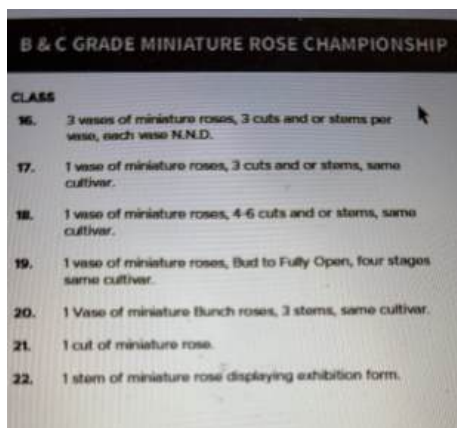 B & C GRADE MINIATURE ROSE CHAMPIONSHIP
CLASS
16. 3 vases of miniature roses, 3 cuts and or stems per
vase, each vase N.N.D.
17. 1 vase of miniature roses, 3 cuts and or stems, same
cultivar.
18. 1 vase of miniature roses, 4-6 cuts and or stems, same
cultivar.
19. 1 vase of miniature roses, Bud to Fully Open, four stages
same cultivar.
20. 1 Vase of miniature Bunch roses, 3 stems, same cultivar.
21. 1 cut of miniature rose.
22. 1 stem of miniature rose displaying exhibition form.